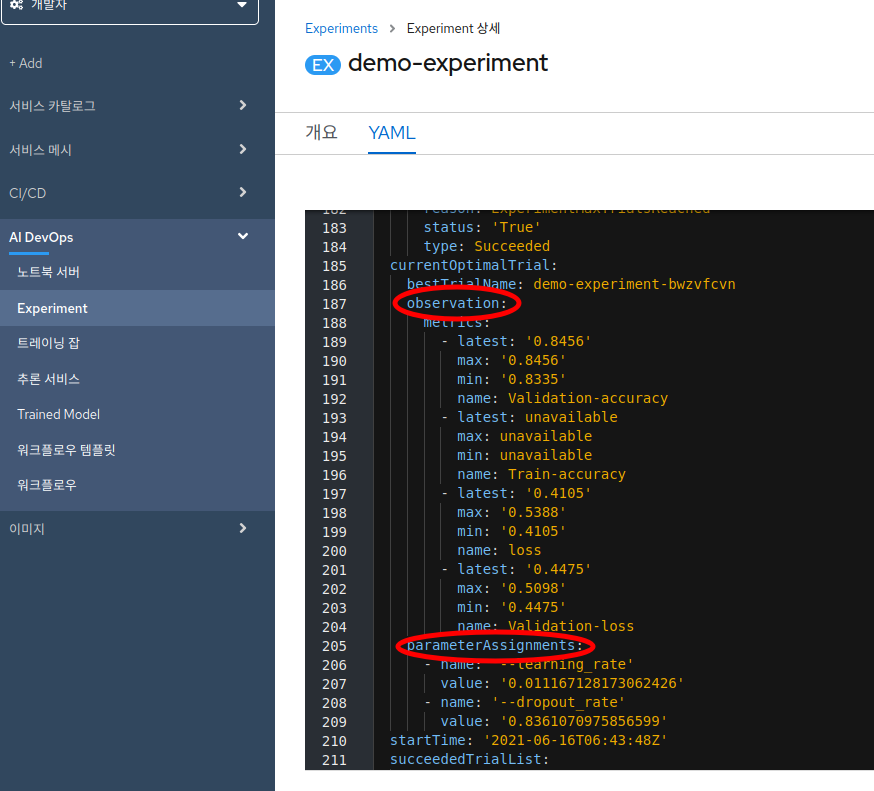 개발자
+ Add
서비스 카탈로그
서비스 메시
CI/CD
AI DevOps
노트북 서버
Experiment
트레이닝 잡
추론 서비스
Trained Model
워크플로우 템플릿
워크플로우
이미지
Experiments > Experiment 상세
EX demo-experiment
개요 YAML
182 reason: ExperimentMaxTrialsReached
183 status: 'True'
184 type: Succeeded
185 currentOptimalTrial:
186 bestTrialName: demo-experiment-bwzvfcvn
187 observation:
188 metrics:
189 - latest: '0.8456'
190 max: '0.8456'
191 min: '0.8335'
192 name: Validation-accuracy
193 - latest: unavailable
194 max: unavailable
195 min: unavailable
196 name: Train-accuracy
197 - latest: '0.4105'
198 max: '0.5388'
199 min: '0.4105'
200 name: loss
201 - latest: '0.4475'
202 max: '0.5098'
203 min: '0.4475'
204 name: Validation-loss
205 parameterAssignments:
206 - name: '--learning_rate'
207 value: '0.011167128173062426'
208 - name: '--dropout_rate'
209 value: '0.8361070975856599'
210 startTime: '2021-06-16T06:43:48Z'
211 succeededTrialList: